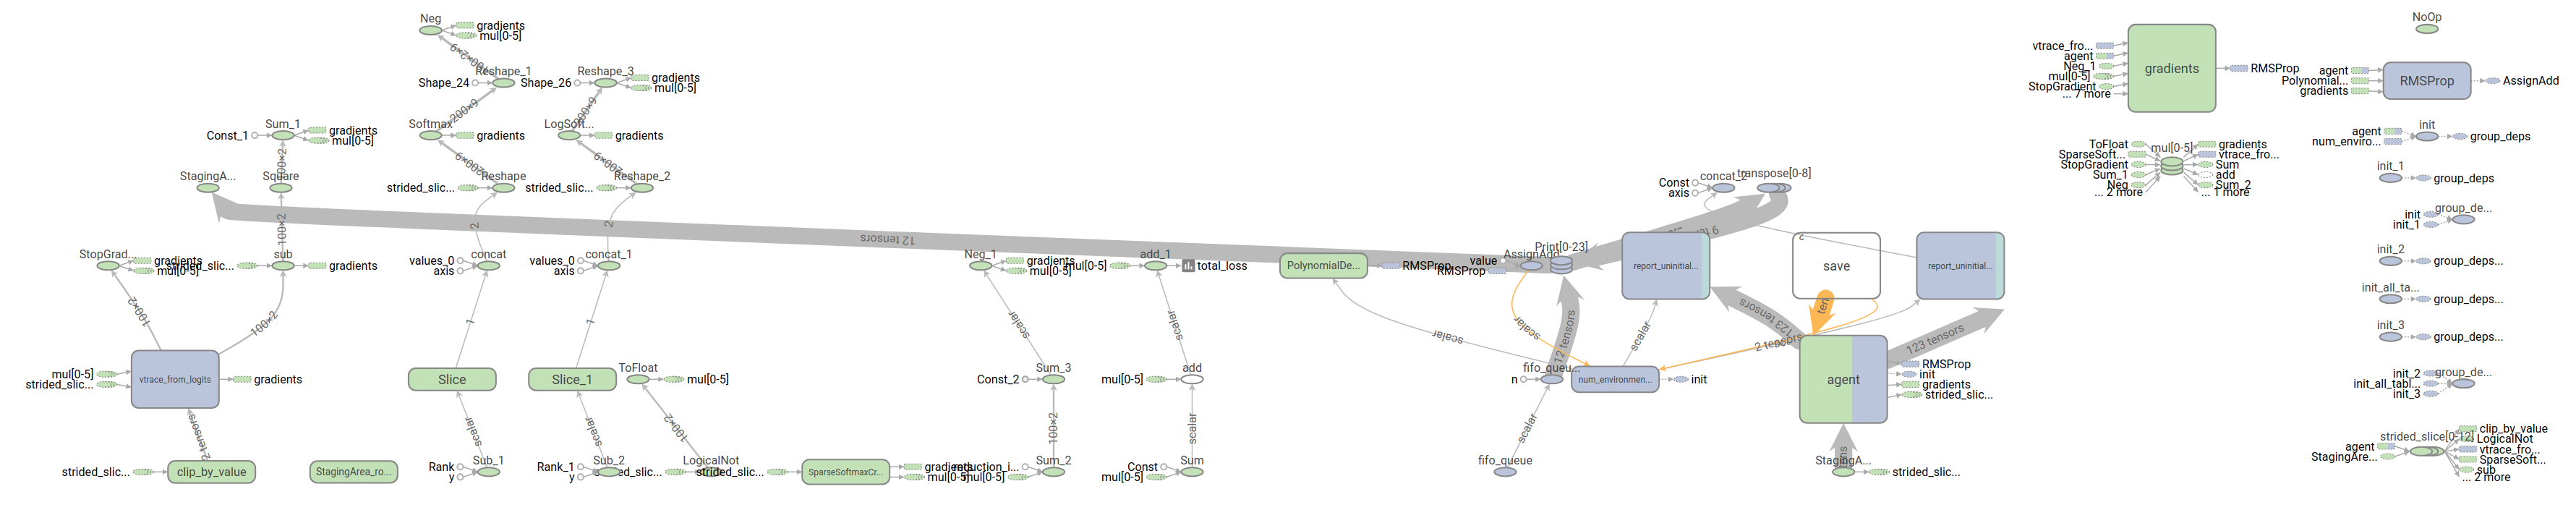 Neg
gradients
mul[0-5]
Reshape_1
Shape_24
Reshape_3
Shape_26
gradients
mul[0-5]
200×9
Softmax
gradients
LogSoft...
gradients
Sum_1
Const_1
gradients
mul[0-5]
100×2
200×9
200×9
StagingA...
Square
strided_slic...
Reshape
strided_slic...
Reshape_2
100×2
2
2
12 tensors
StopGrad...
gradients
mul[0-5]
sub
gradients
values_0
axis
concat
values_0
axis
concat_1
Neg_1
gradients
mul[0-5]
add_1
mul[0-5]
total_loss
PolynomialDe...
RMSProp
RMSProp
value
AssignAdd
Print[0-23]
Const
axis
concat_2
transpose[0-8]
report_uninitial...
save
report_uninitial...
100×2
100×2
1
1
scalar
scalar
scalar
scalar
12 tensors
scalar
123 tensors
2 tensors
123 tensors
vtrace_from_logits
mul[0-5]
strided_slic...
gradients
Slice
Slice_1
ToFloat
mul[0-5]
Const_2
Sum_3
mul[0-5]
add
n
fifo_queu...
num_environmen...
init
agent
RMSProp
init
gradients
strided_slic...
2 tensors
scalar
scalar
100×2
100×2
scalar
scalar
strided_slic...
clip_by_value
StagingArea_ro...
Rank
y
Sub_1
Rank_1
y
Sub_2
LogicalNot
strided_slic...
SparseSoftmaxCr...
gradients
mul[0-5]
mul[0-5]
Sum_2
Const
mul[0-5]
Sum
fifo_queue
StagingA...
strided_slic...
vtrace_fro...
agent
Neg_1
mul[0-5]
StopGradient
... 7 more
gradients
RMSProp
ToFloat
SparseSoft...
StopGradient
Sum_1
Neg
... 2 more
mul[0-5]
gradients
vtrace_fro...
Sum
add
Sum_2
... 1 more
NoOp
agent
Polynomial...
gradients
RMSProp
AssignAdd
agent
num_enviro...
init
group_deps
init_1
group_deps
init
init_1
group_de...
init_2
group_deps...
init_all_ta...
group_deps...
init_3
group_deps...
init_2
init_all_tabl...
init_3
group_de...
strided_slice[0-12]
agent
StagingAre...
clip_by_value
LogicalNot
vtrace_fro...
SparseSoft...
sub
... 2 more